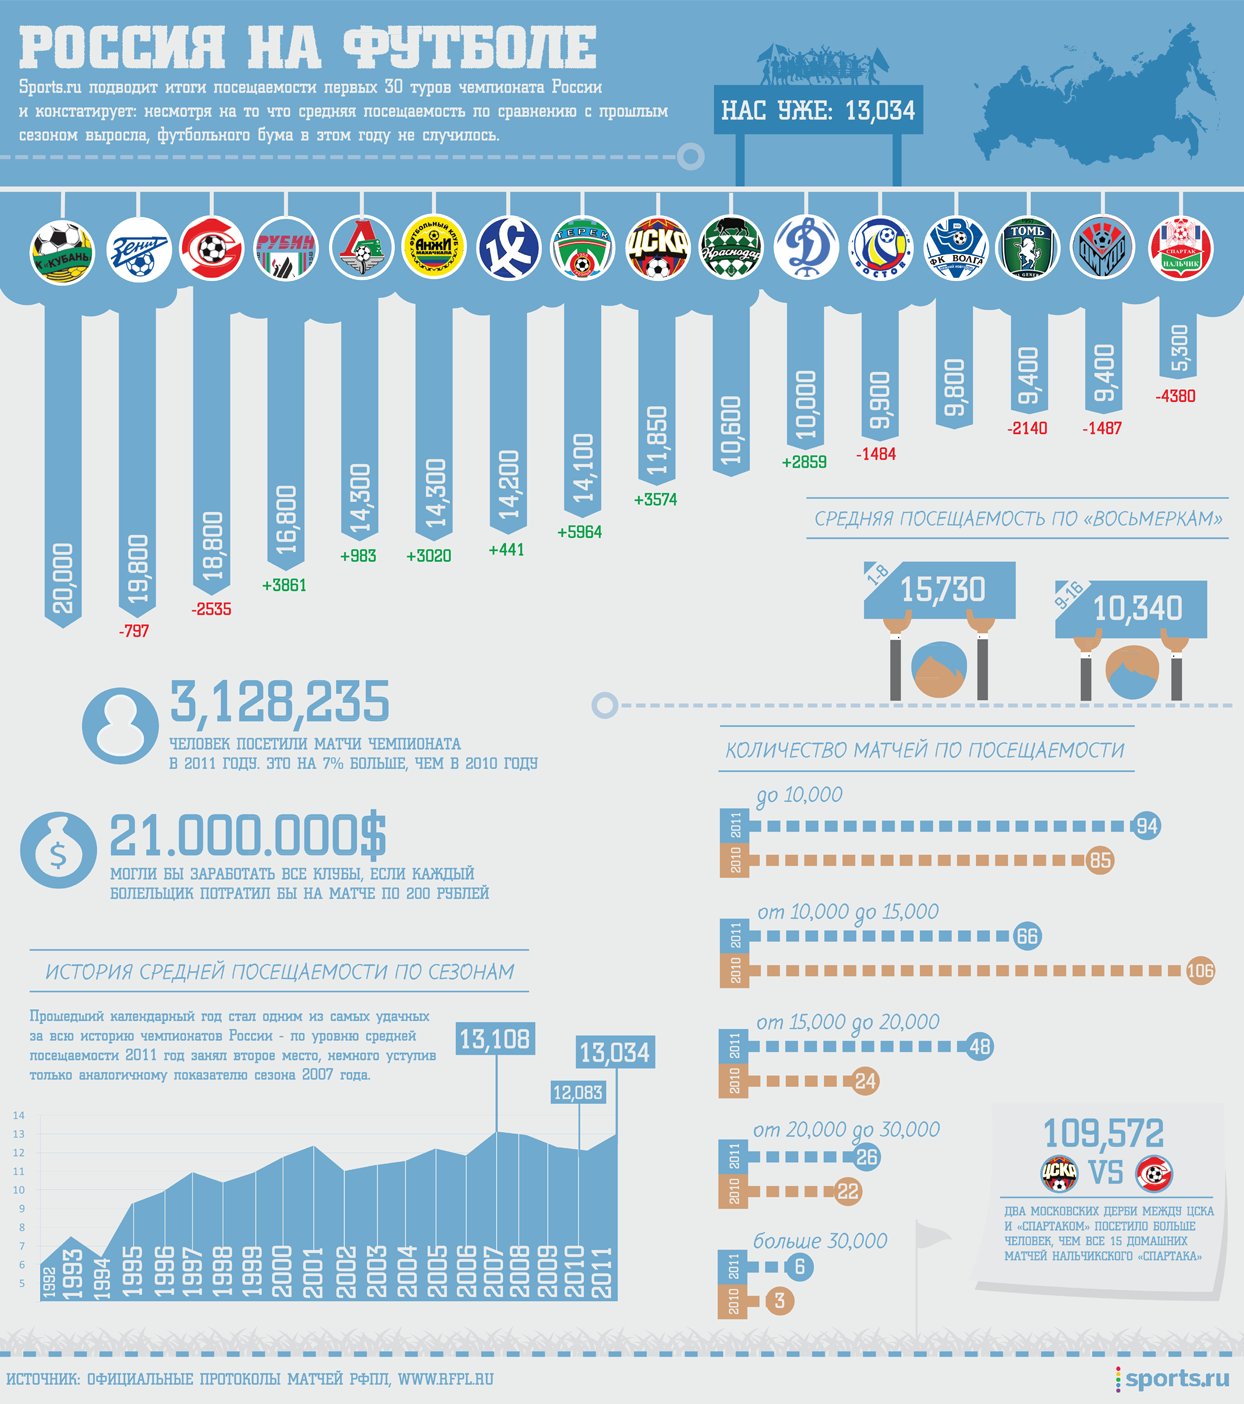 РОССИЯ НА ФУТБОЛЕ
Sports.ru подводит итоги посещаемости первых 30 туров чемпионата России
и констатирует: несмотря на то что средняя посещаемость по сравнению с прошлым
сезоном выросла, футбольного бума в этом году не случилось.
НАС УЖЕ: 13,034
К-КУБАНЬ
Зенит
РУБИН
ФУТБОЛЬНЫЙ КЛУБ
АНЖИ
МАХАЧКАЛА
ТЕРЕК
ЦСКА
Краснодар
РОСТОВ
ФК ВОЛГА
ТОМЬ
АМКАР
СПАРТАК
НАЛЬЧИК
20,000
19,800
18,800
16,800
14,300
14,300
14,200
14,100
11,850
10,600
10,000
9,900
9,800
9,400
9,400
5,300
-797
-2535
+3861
+983
+3020
+441
+5964
+3574
+2859
-1484
-2140
-1487
-4380
СРЕДНЯЯ ПОСЕЩАЕМОСТЬ ПО «ВОСЬМЕРКАМ»
1-8
15,730
9-16
10,340
3,128,235
ЧЕЛОВЕК ПОСЕТИЛИ МАТЧИ ЧЕМПИОНАТА
В 2011 ГОДУ. ЭТО НА 7% БОЛЬШЕ, ЧЕМ В 2010 ГОДУ
$
21.000.000$
МОГЛИ БЫ ЗАРАБОТАТЬ ВСЕ КЛУБЫ, ЕСЛИ КАЖДЫЙ
БОЛЕЛЬЩИК ПОТРАТИЛ БЫ НА МАТЧЕ ПО 200 РУБЛЕЙ
ИСТОРИЯ СРЕДНЕЙ ПОСЕЩАЕМОСТИ ПО СЕЗОНАМ
Прошедший календарный год стал одним из самых удачных
за всю историю чемпионатов России - по уровню средней
посещаемости 2011 год занял второе место, немного уступив
только аналогичному показателю сезона 2007 года.
13,108
13,034
12,083
14
13
12
11
10
9
8
7
6
5
1992
1993
1994
1995
1996
1997
1998
1999
2000
2001
2002
2003
2004
2005
2006
2007
2008
2009
2010
2011
КОЛИЧЕСТВО МАТЧЕЙ ПО ПОСЕЩАЕМОСТИ
до 10,000
2011
94
2010
85
от 10,000 до 15,000
2011
66
2010
106
от 15,000 до 20,000
2011
48
2010
24
от 20,000 до 30,000
2011
26
2010
22
больше 30,000
2011
6
2010
3
109,572
ЦСКА
VS
ДВА МОСКОВСКИХ ДЕРБИ МЕЖДУ ЦСКА
И «СПАРТАКОМ» ПОСЕТИЛО БОЛЬШЕ
ЧЕЛОВЕК, ЧЕМ ВСЕ 15 ДОМАШНИХ
МАТЧЕЙ НАЛЬЧИКСКОГО «СПАРТАКА»
ИСТОЧНИК: ОФИЦИАЛЬНЫЕ ПРОТОКОЛЫ МАТЧЕЙ РФПЛ, WWW.RFPL.RU
sports.ru